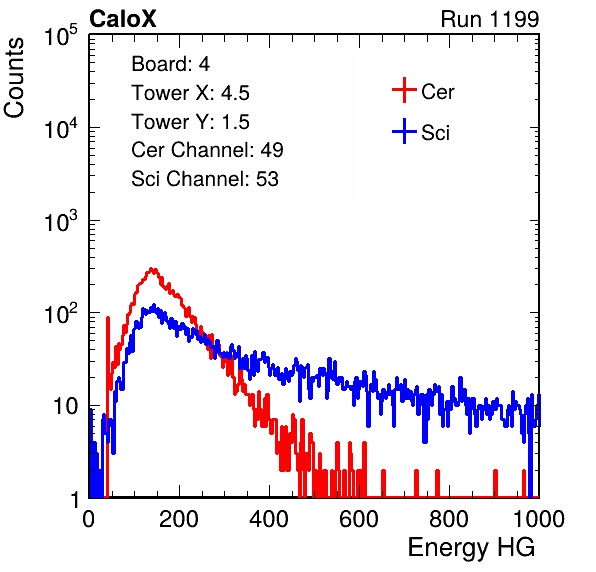 CaloX Run 1199
Counts
10^5
10^4
10^3
10^2
10
1
Board: 4
Tower X: 4.5
Tower Y: 1.5
Cer Channel: 49
Sci Channel: 53
Cer
Sci
0 200 400 600 800 1000
Energy HG